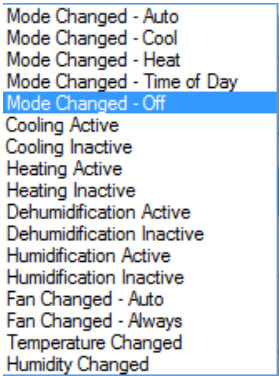 Mode Changed - Auto
Mode Changed - Cool
Mode Changed - Heat
Mode Changed - Time of Day
Mode Changed - Off
Cooling Active
Cooling Inactive
Heating Active
Heating Inactive
Dehumidification Active
Dehumidification Inactive
Humidification Active
Humidification Inactive
Fan Changed - Auto
Fan Changed - Always
Temperature Changed
Humidity Changed